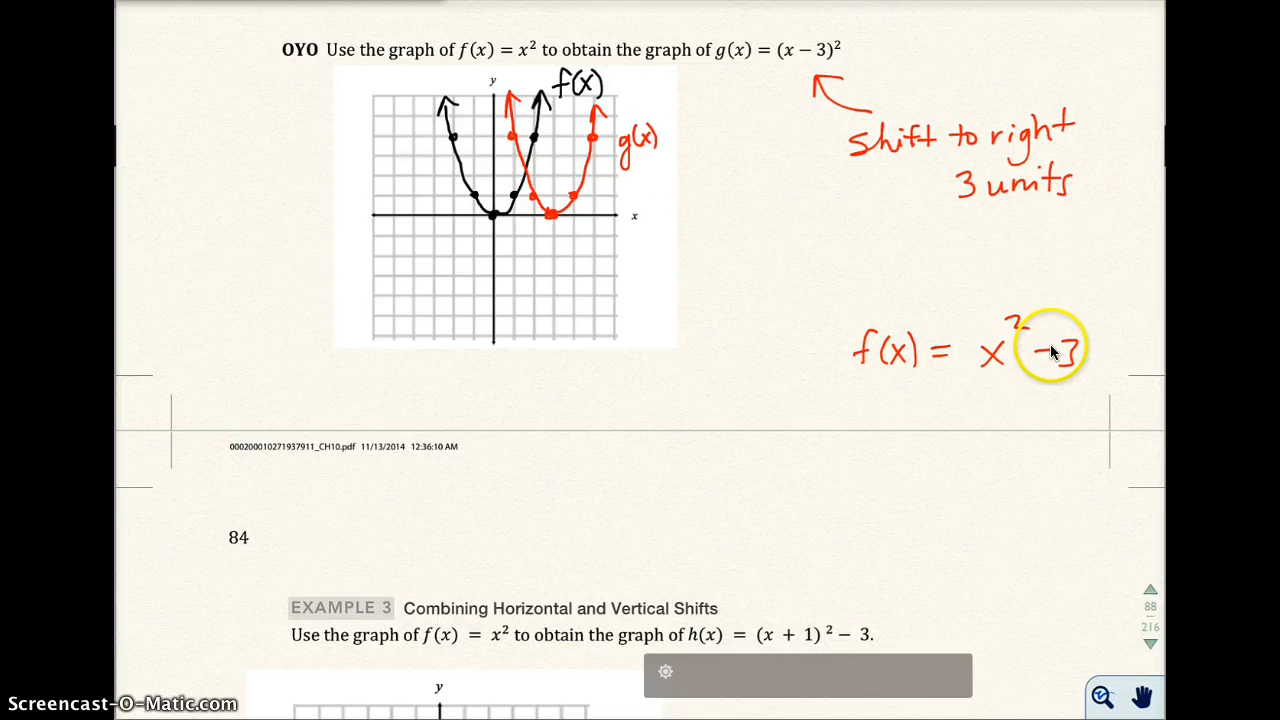 OYO Use the graph of f(x) = x² to obtain the graph of g(x) = (x − 3)²
y
f(x)
g(x)
x
shift to right
3 units
f(x) = x² -3
000200010271937911_CH10.pdf 11/13/2014 12:36:10 AM
84
EXAMPLE 3 Combining Horizontal and Vertical Shifts
Use the graph of f(x) = x² to obtain the graph of h(x) = (x + 1)² − 3.
y
88
216
Screencast-O-Matic.com